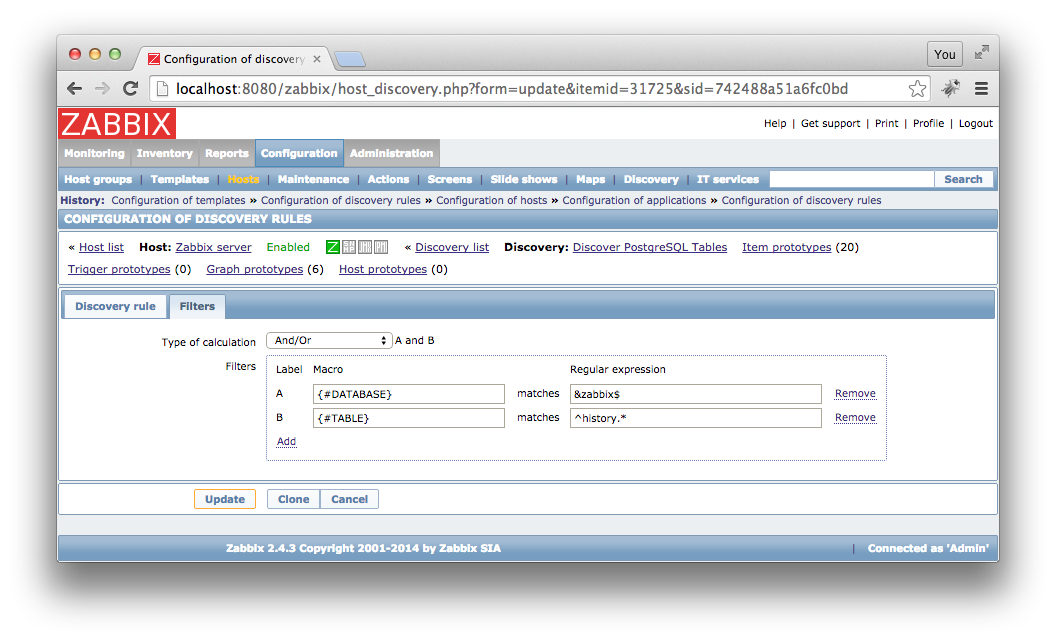 Configuration of discovery
You
localhost:8080/zabbix/host_discovery.php?form=update&itemid=31725&sid=742488a51a6fc0bd
ZABBIX
Help | Get support | Print | Profile | Logout
Monitoring Inventory Reports Configuration Administration
Host groups | Templates | Hosts | Maintenance | Actions | Screens | Slide shows | Maps | Discovery | IT services Search
History: Configuration of templates » Configuration of discovery rules » Configuration of hosts » Configuration of applications » Configuration of discovery rules
CONFIGURATION OF DISCOVERY RULES
« Host list Host: Zabbix server Enabled Z SNMP JMX IPMI « Discovery list Discovery: Discover PostgreSQL Tables Item prototypes (20)
Trigger prototypes (0) Graph prototypes (6) Host prototypes (0)
Discovery rule Filters
Type of calculation And/Or A and B
Filters Label Macro Regular expression
A {#DATABASE} matches &zabbix$ Remove
B {#TABLE} matches ^history.* Remove
Add
Update Clone Cancel
Zabbix 2.4.3 Copyright 2001-2014 by Zabbix SIA | Connected as 'Admin'